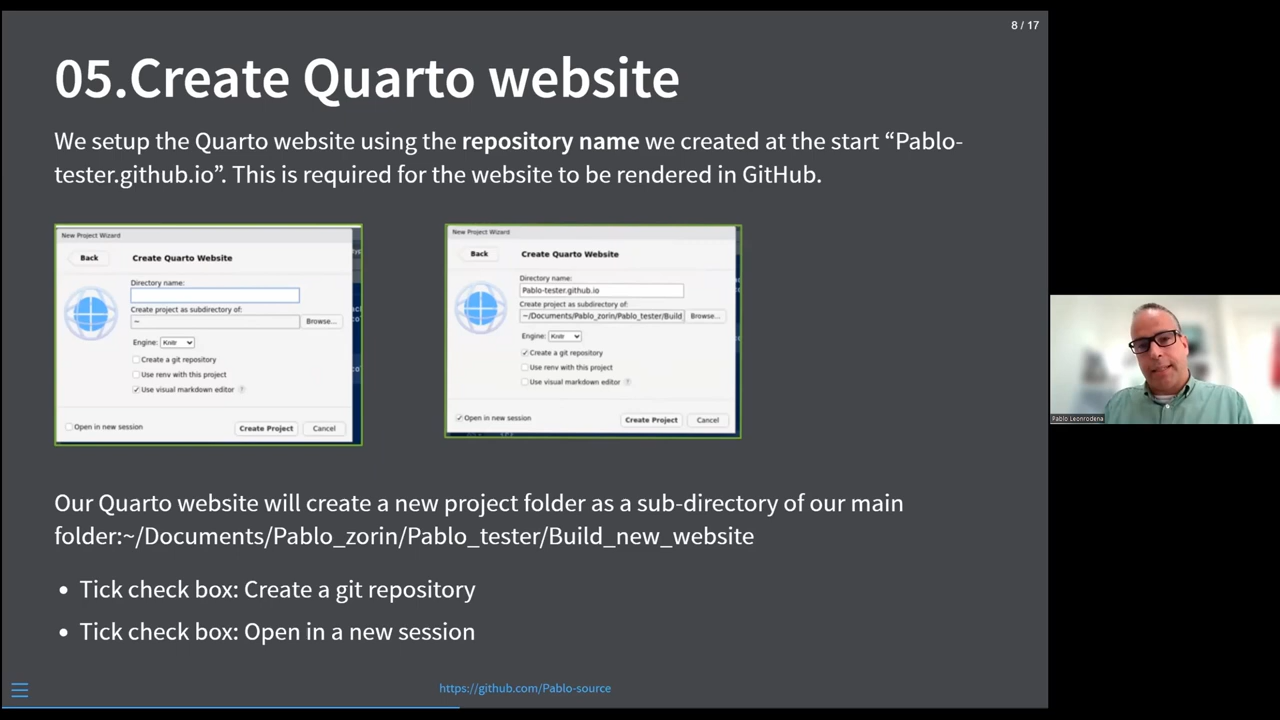 8 / 17
05.Create Quarto website
We setup the Quarto website using the repository name we created at the start “Pablo-
tester.github.io”. This is required for the website to be rendered in GitHub.
New Project Wizard
Back
Create Quarto Website
Directory name:
Create project as subdirectory of:
~
Browse...
Engine: Knitr
Create a git repository
Use renv with this project
Use visual markdown editor ?
Open in new session
Create Project
Cancel
New Project Wizard
Back
Create Quarto Website
Directory name:
Pablo-tester.github.io
Create project as subdirectory of:
~/Documents/Pablo_zorin/Pablo_tester/Build
Browse...
Engine: Knitr
Create a git repository
Use renv with this project
Use visual markdown editor ?
Open in new session
Create Project
Cancel
Pablo Leonrodena
Our Quarto website will create a new project folder as a sub-directory of our main
folder:~/Documents/Pablo_zorin/Pablo_tester/Build_new_website
• Tick check box: Create a git repository
• Tick check box: Open in a new session
https://github.com/Pablo-source